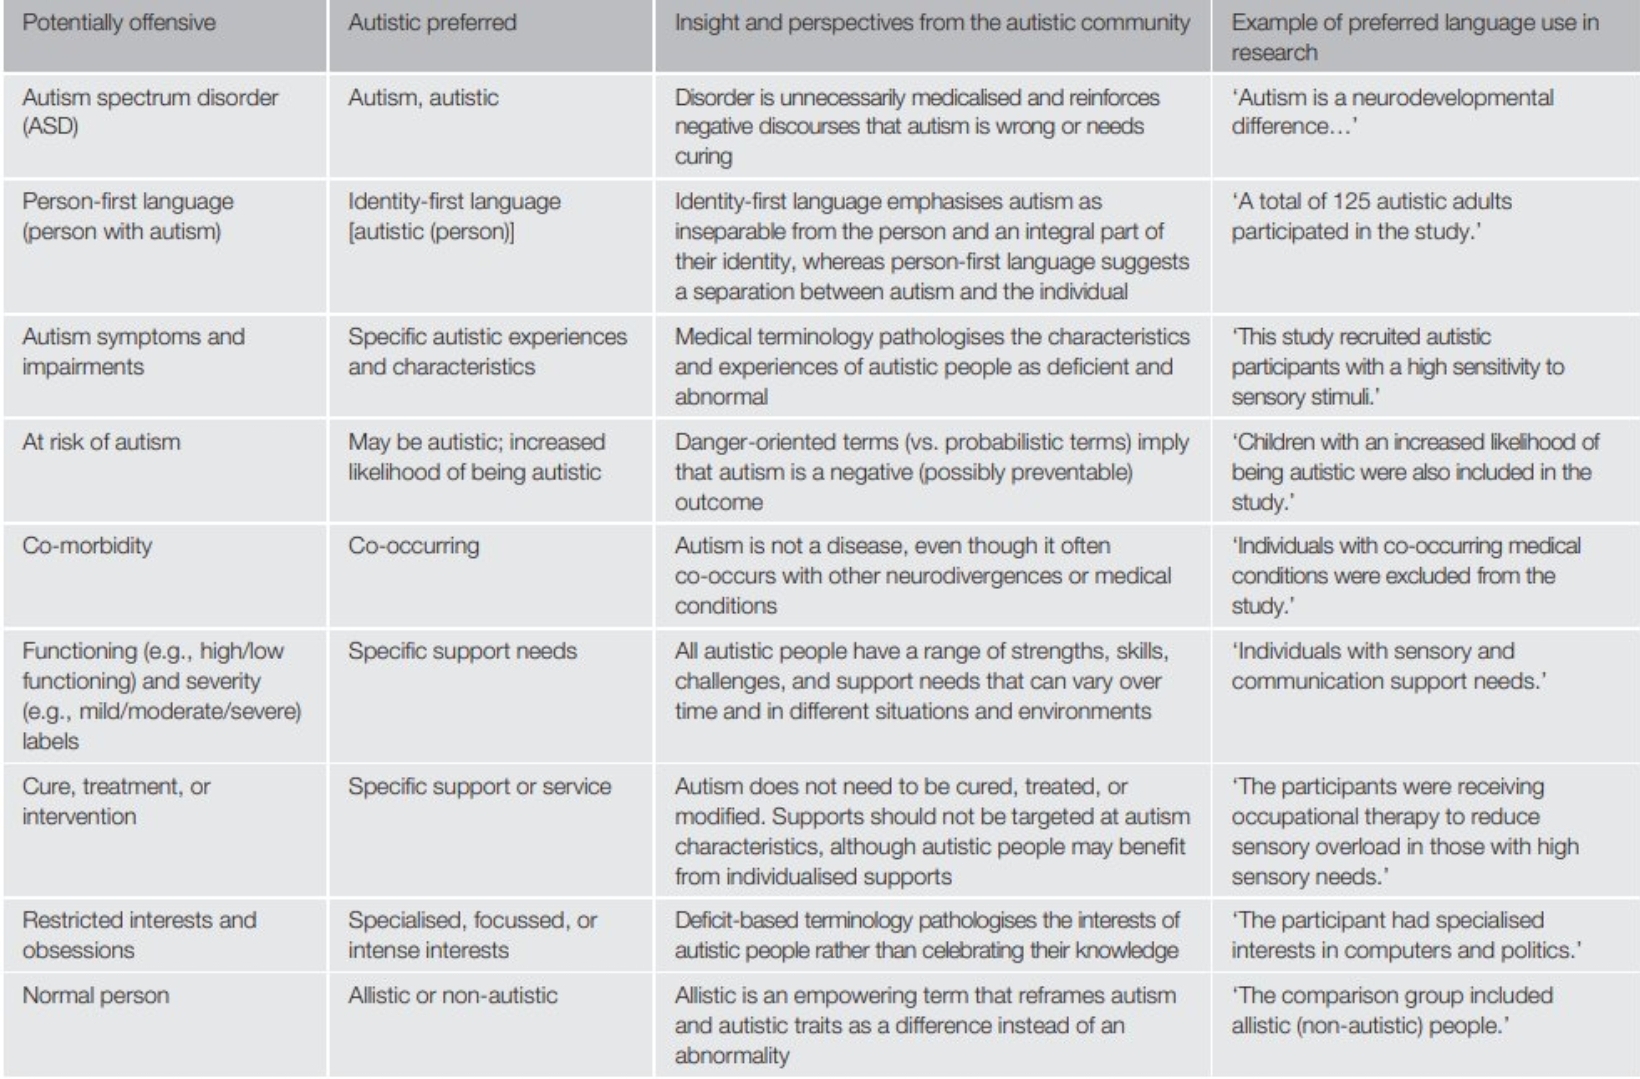 Potentially offensive
Autistic preferred
Insight and perspectives from the autistic community
Example of preferred language use in
research
Autism spectrum disorder
(ASD)
Autism, autistic
Disorder is unnecessarily medicalised and reinforces
negative discourses that autism is wrong or needs
curing
‘Autism is a neurodevelopmental
difference…’
Person-first language
(person with autism)
Identity-first language
[autistic (person)]
Identity-first language emphasises autism as
inseparable from the person and an integral part of
their identity, whereas person-first language suggests
a separation between autism and the individual
‘A total of 125 autistic adults
participated in the study.’
Autism symptoms and
impairments
Specific autistic experiences
and characteristics
Medical terminology pathologises the characteristics
and experiences of autistic people as deficient and
abnormal
‘This study recruited autistic
participants with a high sensitivity to
sensory stimuli.’
At risk of autism
May be autistic; increased
likelihood of being autistic
Danger-oriented terms (vs. probabilistic terms) imply
that autism is a negative (possibly preventable)
outcome
‘Children with an increased likelihood of
being autistic were also included in the
study.’
Co-morbidity
Co-occurring
Autism is not a disease, even though it often
co-occurs with other neurodivergences or medical
conditions
‘Individuals with co-occurring medical
conditions were excluded from the
study.’
Functioning (e.g., high/low
functioning) and severity
(e.g., mild/moderate/severe)
labels
Specific support needs
All autistic people have a range of strengths, skills,
challenges, and support needs that can vary over
time and in different situations and environments
‘Individuals with sensory and
communication support needs.’
Cure, treatment, or
intervention
Specific support or service
Autism does not need to be cured, treated, or
modified. Supports should not be targeted at autism
characteristics, although autistic people may benefit
from individualised supports
‘The participants were receiving
occupational therapy to reduce
sensory overload in those with high
sensory needs.’
Restricted interests and
obsessions
Specialised, focussed, or
intense interests
Deficit-based terminology pathologises the interests of
autistic people rather than celebrating their knowledge
‘The participant had specialised
interests in computers and politics.’
Normal person
Allistic or non-autistic
Allistic is an empowering term that reframes autism
and autistic traits as a difference instead of an
abnormality
‘The comparison group included
allistic (non-autistic) people.’